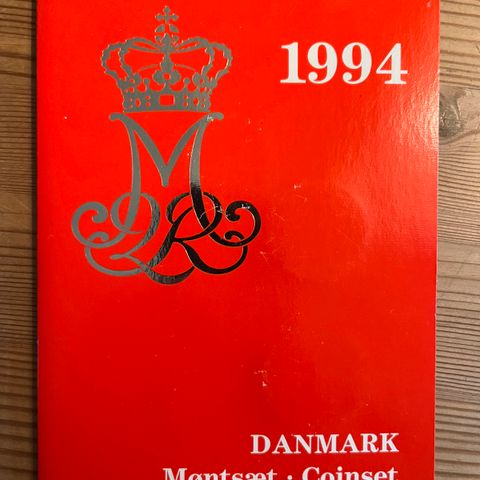 1994
DANMARK
Møntsæt · Coinset